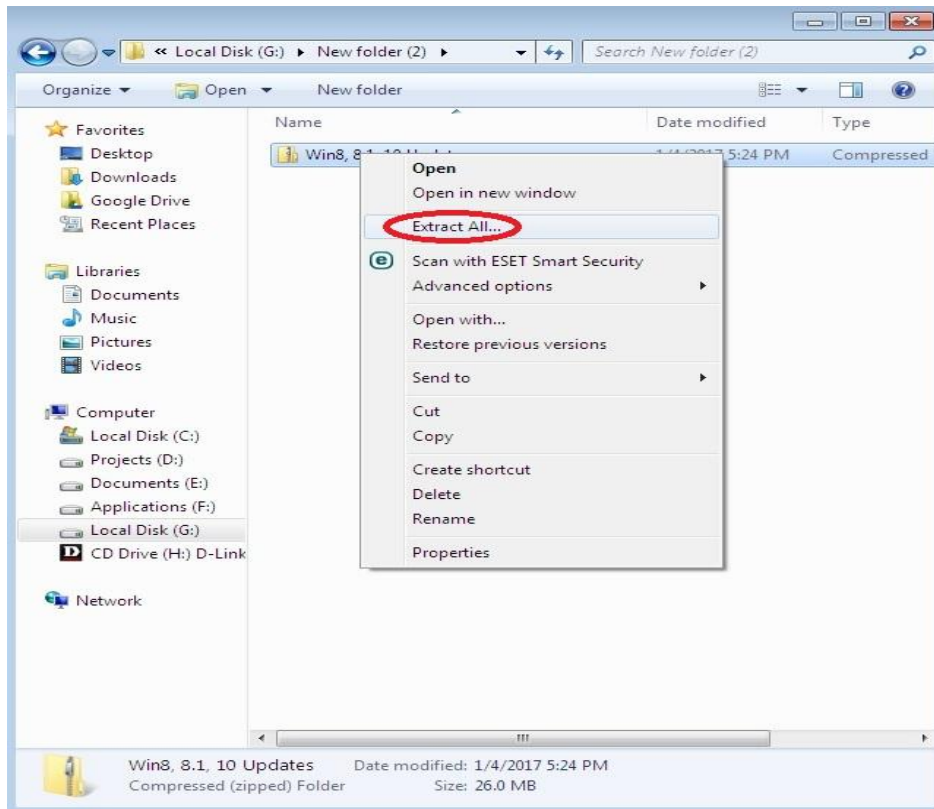 « Local Disk (G:) ▸ New folder (2) ▸ Search New folder (2)
Organize Open New folder
Name Date modified Type
Favorites
Desktop
Downloads
Google Drive
Recent Places
Libraries
Documents
Music
Pictures
Videos
Computer
Local Disk (C:)
Projects (D:)
Documents (E:)
Applications (F:)
Local Disk (G:)
CD Drive (H:) D-Link
Network
Win8, 5:24 PM Compressed
Open
Open in new window
Extract All...
Scan with ESET Smart Security
Advanced options
Open with...
Restore previous versions
Send to
Cut
Copy
Create shortcut
Delete
Rename
Properties
Win8, 8.1, 10 Updates Date modified: 1/4/2017 5:24 PM
Compressed (zipped) Folder Size: 26.0 MB